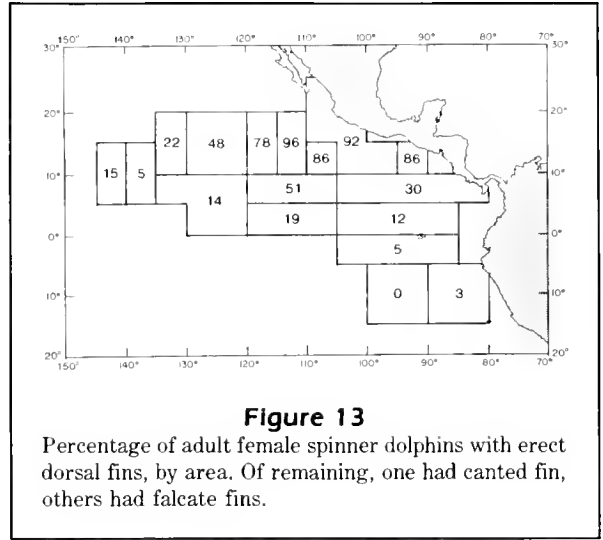 150° 140° 130° 120° 110° 100° 90° 80° 70°
30° 30°
20° 20°
22 48 78 96 92
15 5 86 86
10° 10°
51 30
14
19 12
0° 0°
5
0 3
10° 10°
20° 20°
150° 140° 130° 120° 110° 100° 90° 80° 70°
Figure 13
Percentage of adult female spinner dolphins with erect
dorsal fins, by area. Of remaining, one had canted fin,
others had falcate fins.